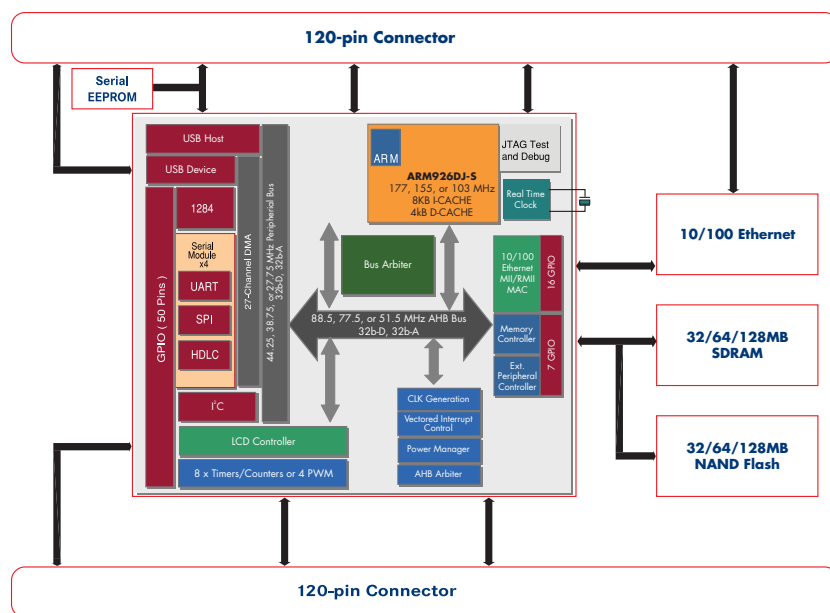 120-pin Connector
Serial
EEPROM
USB Host
USB Device
1284
Serial
Module
x4
UART
SPI
HDLC
I²C
GPIO ( 50 Pins )
27-Channel DMA
44.25, 38.75, or 27.75 MHz Peripherial Bus
32b-D, 32b-A
LCD Controller
8 x Timers/Counters or 4 PWM
ARM
ARM926DJ-S
177, 155, or 103 MHz
8KB I-CACHE
4kB D-CACHE
JTAG Test
and Debug
Real Time
Clock
Bus Arbiter
88.5, 77.5, or 51.5 MHz AHB Bus
32b-D, 32b-A
10/100
Ethernet
MII/RMII
MAC
16 GPIO
Memory
Controller
Ext.
Peripheral
Controller
7 GPIO
CLK Generation
Vectored Interrupt
Control
Power Manager
AHB Arbiter
10/100 Ethernet
32/64/128MB
SDRAM
32/64/128MB
NAND Flash
120-pin Connector